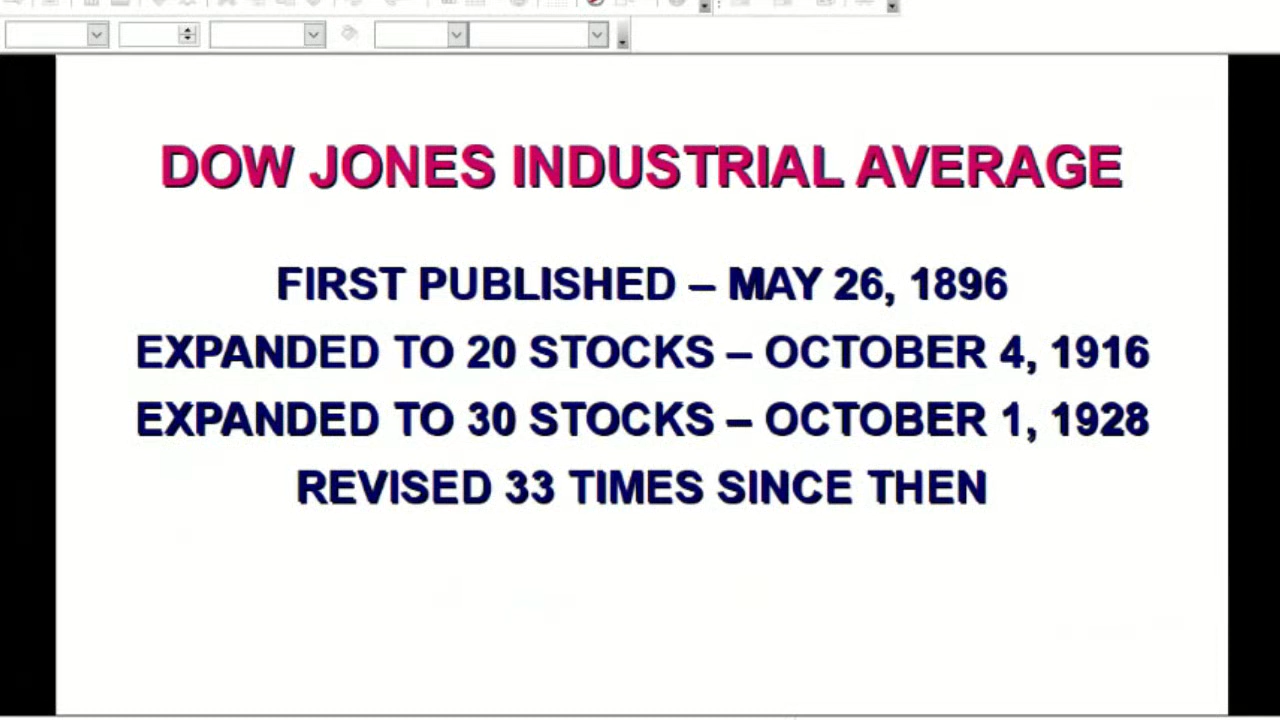 DOW JONES INDUSTRIAL AVERAGE
FIRST PUBLISHED – MAY 26, 1896
EXPANDED TO 20 STOCKS – OCTOBER 4, 1916
EXPANDED TO 30 STOCKS – OCTOBER 1, 1928
REVISED 33 TIMES SINCE THEN